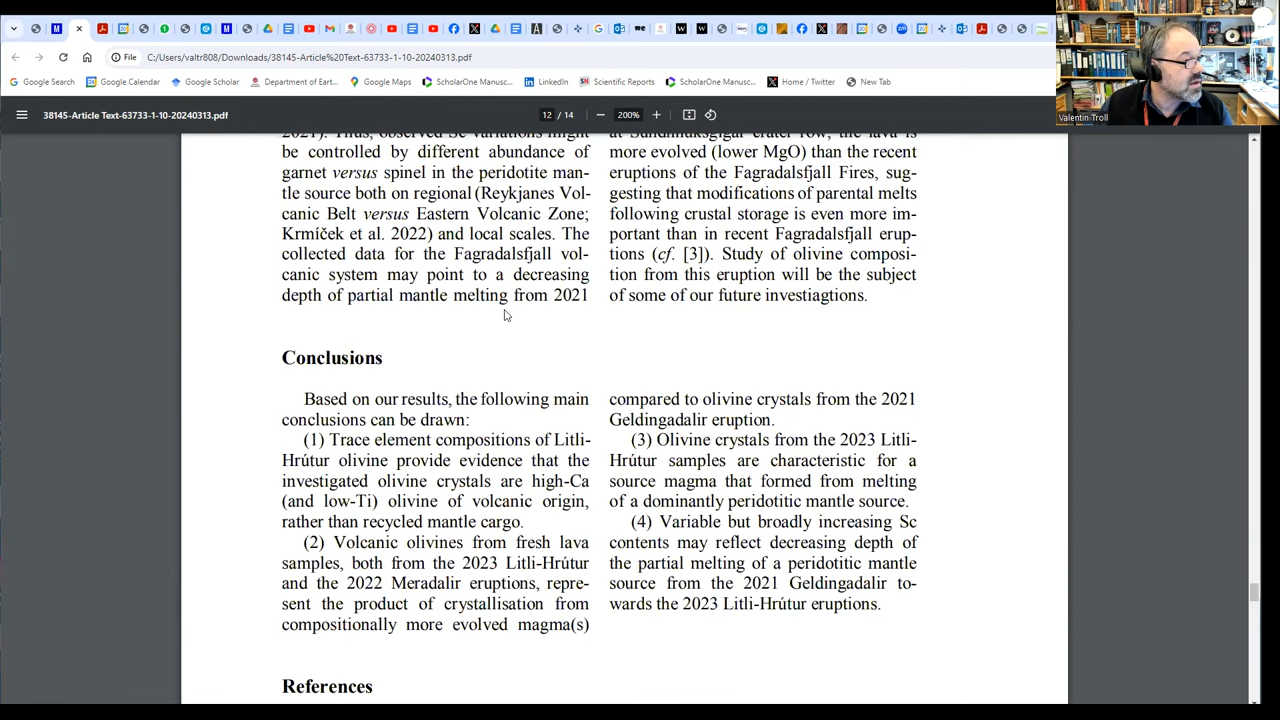 File
C:/Users/valtr808/Downloads/38145-Article%20Text-63733-1-10-20240313.pdf
Google Search
Google Calendar
Google Scholar
Department of Eart...
Google Maps
ScholarOne Manusc...
LinkedIn
Scientific Reports
ScholarOne Manusc...
Home / Twitter
New Tab
Valentin Troll
38145-Article Text-63733-1-10-20240313.pdf
12 / 14
200%
be controlled by different abundance of
garnet versus spinel in the peridotite man-
tle source both on regional (Reykjanes Vol-
canic Belt versus Eastern Volcanic Zone;
Krmíček et al. 2022) and local scales. The
collected data for the Fagradalsfjall vol-
canic system may point to a decreasing
depth of partial mantle melting from 2021
more evolved (lower MgO) than the recent
eruptions of the Fagradalsfjall Fires, sug-
gesting that modifications of parental melts
following crustal storage is even more im-
portant than in recent Fagradalsfjall erup-
tions (cf. [3]). Study of olivine composi-
tion from this eruption will be the subject
of some of our future investiagtions.
Conclusions
Based on our results, the following main
conclusions can be drawn:
(1) Trace element compositions of Litli-
Hrútur olivine provide evidence that the
investigated olivine crystals are high-Ca
(and low-Ti) olivine of volcanic origin,
rather than recycled mantle cargo.
(2) Volcanic olivines from fresh lava
samples, both from the 2023 Litli-Hrútur
and the 2022 Meradalir eruptions, repre-
sent the product of crystallisation from
compositionally more evolved magma(s)
compared to olivine crystals from the 2021
Geldingadalir eruption.
(3) Olivine crystals from the 2023 Litli-
Hrútur samples are characteristic for a
source magma that formed from melting
of a dominantly peridotitic mantle source.
(4) Variable but broadly increasing Sc
contents may reflect decreasing depth of
the partial melting of a peridotitic mantle
source from the 2021 Geldingadalir to-
wards the 2023 Litli-Hrútur eruptions.
References